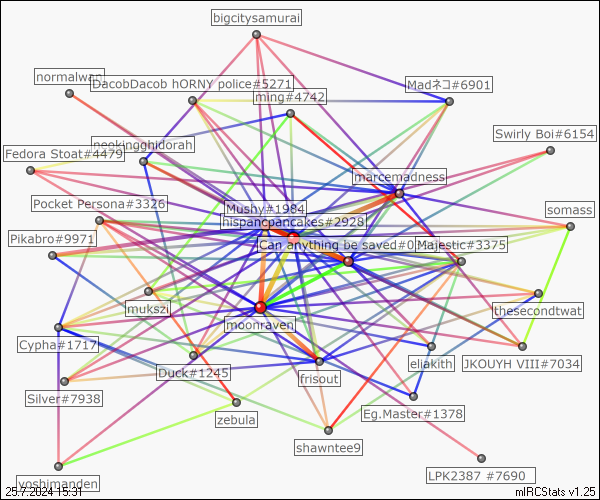 bigcitysamurai
normalwan
DacobDacob hORNY police#5271
Madネコ#6901
ming#4742
Swirly Boi#6154
neokingghidorah
Fedora Stoat#4479
marcemadness
Pocket Persona#3326
Mushy#1984
somass
hispancpancakes#2928
Pikabro#9971
Can anything be saved#0
Majestic#3375
mukszi
thesecondtwat
moonraven
Cypha#1717
eliakith
JKOUYH VIII#7034
Duck#1245
frisout
Silver#7938
Eg.Master#1378
zebula
shawntee9
LPK2387 #7690
yoshimanden
25.7.2024 15:31
mIRCStats v1.25